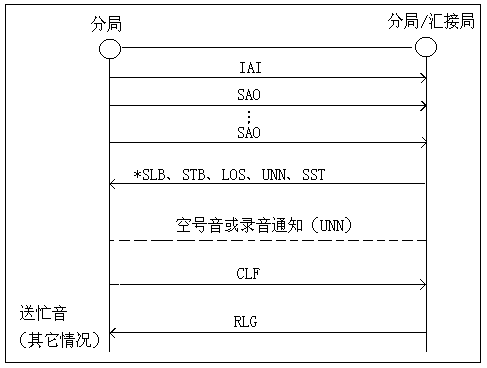 分局
分局/汇接局
IAI
SAO
⋮
SAO
*SLB、STB、LOS、UNN、SST
空号音或录音通知(UNN)
CLF
送忙音
(其它情况)
RLG